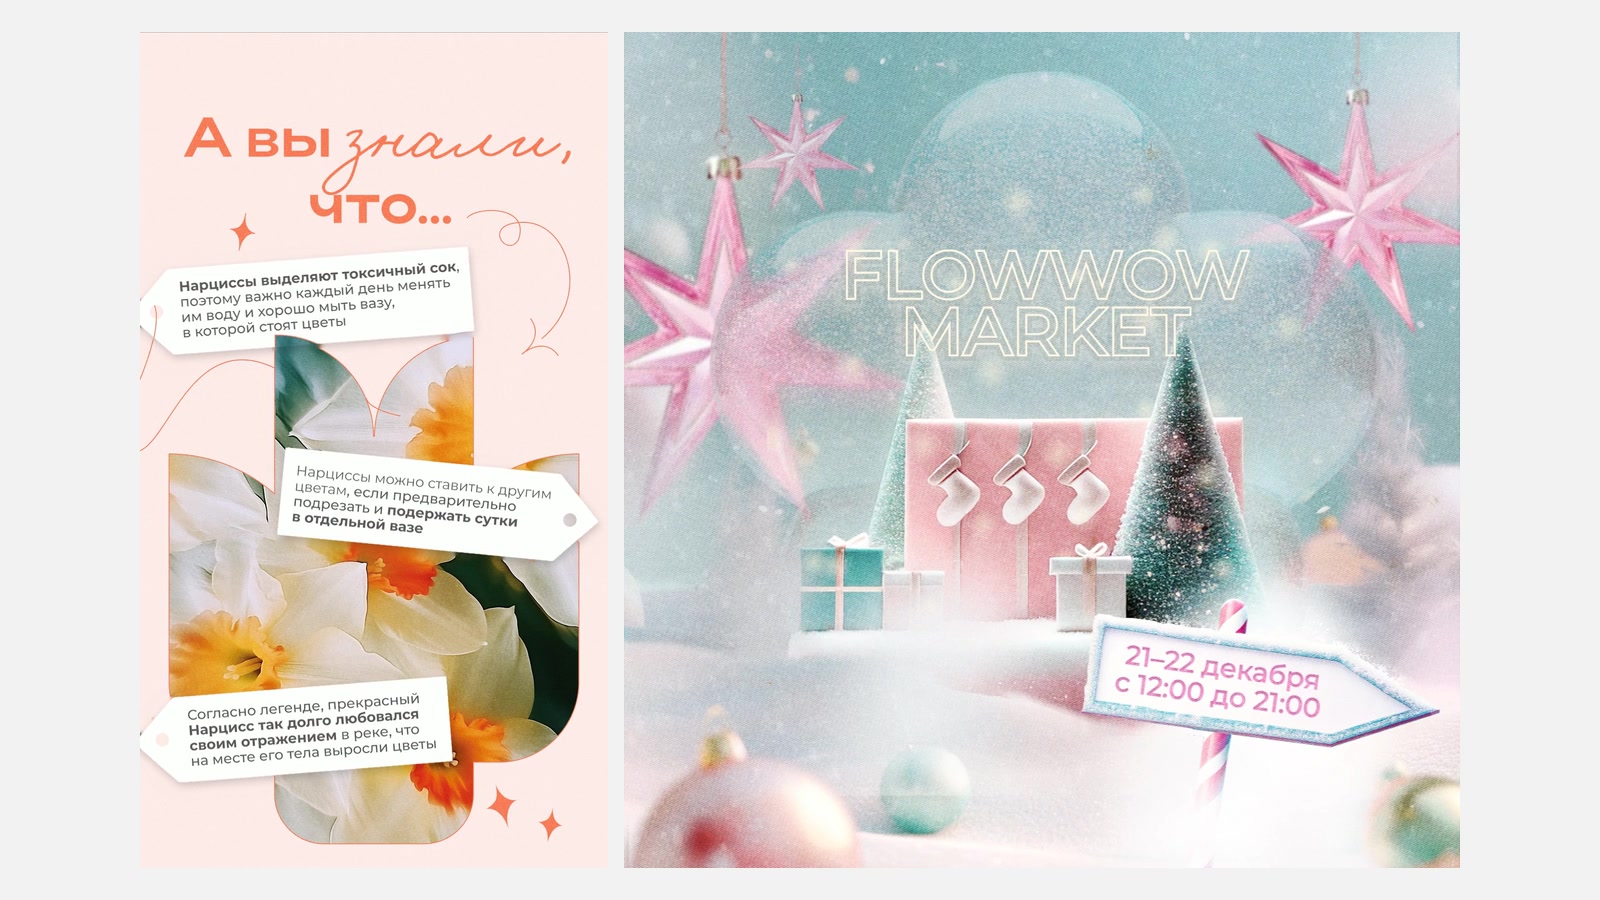 А вы знали,
что...
Нарциссы выделяют токсичный сок,
поэтому важно каждый день менять
им воду и хорошо мыть вазу,
в которой стоят цветы
Нарциссы можно ставить к другим
цветам, если предварительно
подрезать и подержать сутки
в отдельной вазе
Согласно легенде, прекрасный
Нарцисс так долго любовался
своим отражением в реке, что
на месте его тела выросли цветы
FLOWWOW
MARKET
21–22 декабря
с 12:00 до 21:00